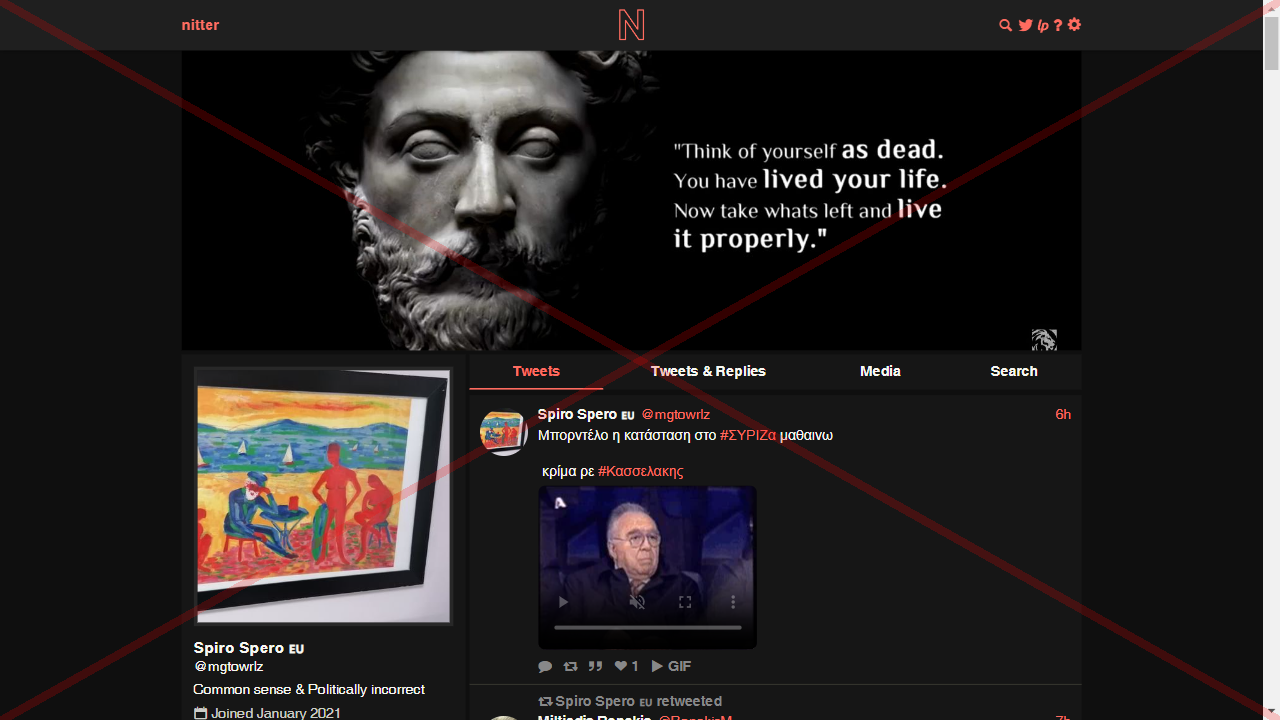 nitter
N
lp ?
"Think of yourself as dead.
You have lived your life.
Now take whats left and live
it properly."
Tweets
Tweets & Replies
Media
Search
Spiro Spero EU @mgtowrlz 6h
Μπορντέλο η κατάσταση στο #ΣΥΡΙΖα μαθαινω
κρίμα ρε #Κασσελακης
1 GIF
Spiro Spero EU
@mgtowrlz
Common sense & Politically incorrect
Joined January 2021
Spiro Spero EU retweeted